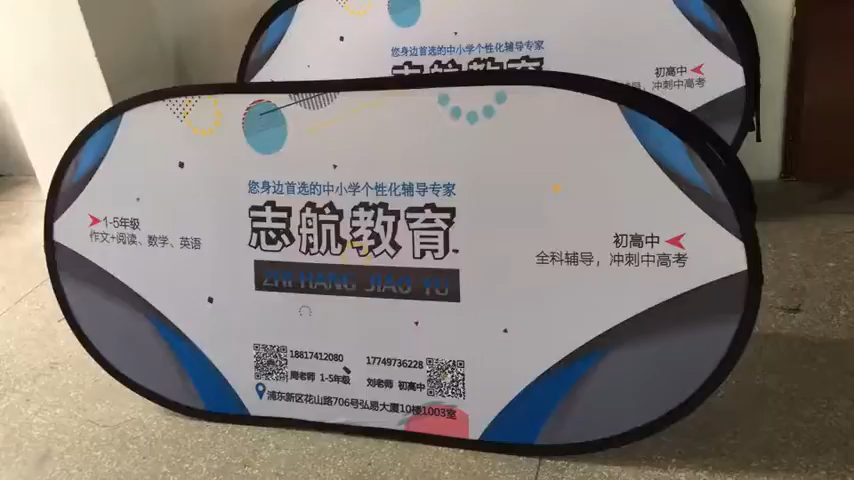 您身边首选的中小学个性化辅导专家
志航教育
初高中
冲刺中高考
您身边首选的中小学个性化辅导专家
志航教育
ZHI HANG JIAO YU
1-5年级
作文+阅读、数学、英语
初高中
全科辅导，冲刺中高考
18817412080
周老师 1-5年级
17749736228
刘老师 初高中
浦东新区花山路706号弘易大厦10楼1003室